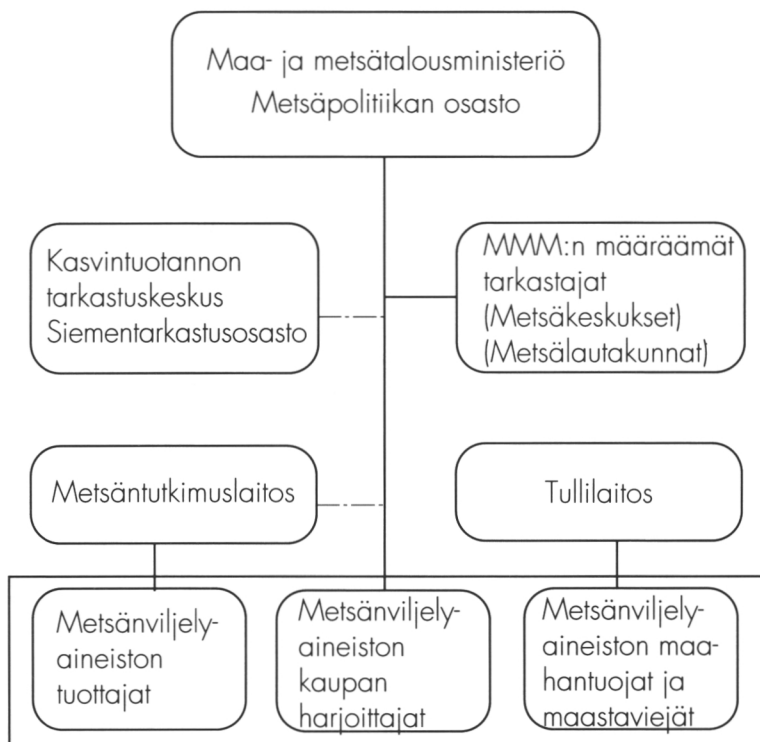 Maa- ja metsätalousministeriö
Metsäpolitiikan osasto
Kasvintuotannon
tarkastuskeskus
Siementarkastusosasto
MMM:n määräämät
tarkastajat
(Metsäkeskukset)
(Metsälautakunnat)
Metsäntutkimuslaitos
Tullilaitos
Metsänviljely-
aineiston
tuottajat
Metsänviljely-
aineiston
kaupan
harjoittajat
Metsänviljely-
aineiston maa-
hantuojat ja
maastaviejät